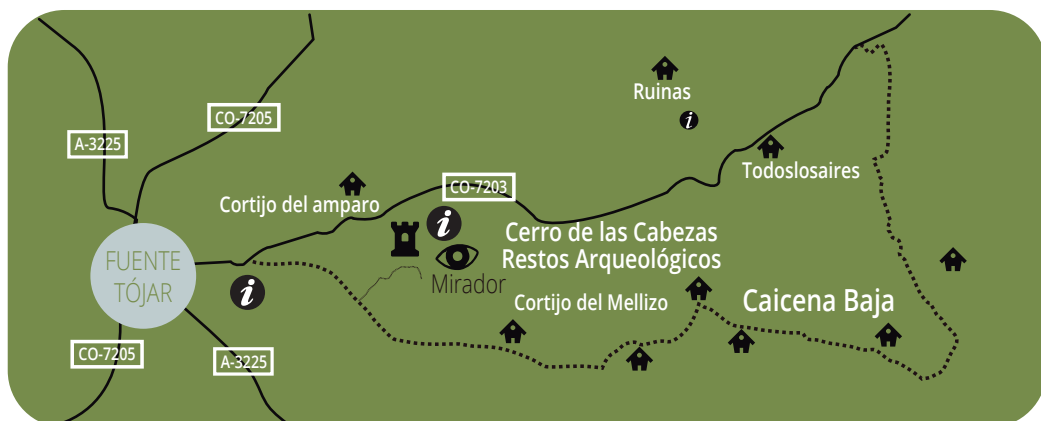 Ruinas
i
CO-7205
A-3225
Todoslosaires
CO-7203
Cortijo del amparo
i
Cerro de las Cabezas
Restos Arqueológicos
FUENTE
TÓJAR
i
Mirador
Cortijo del Mellizo
Caicena Baja
CO-7205
A-3225